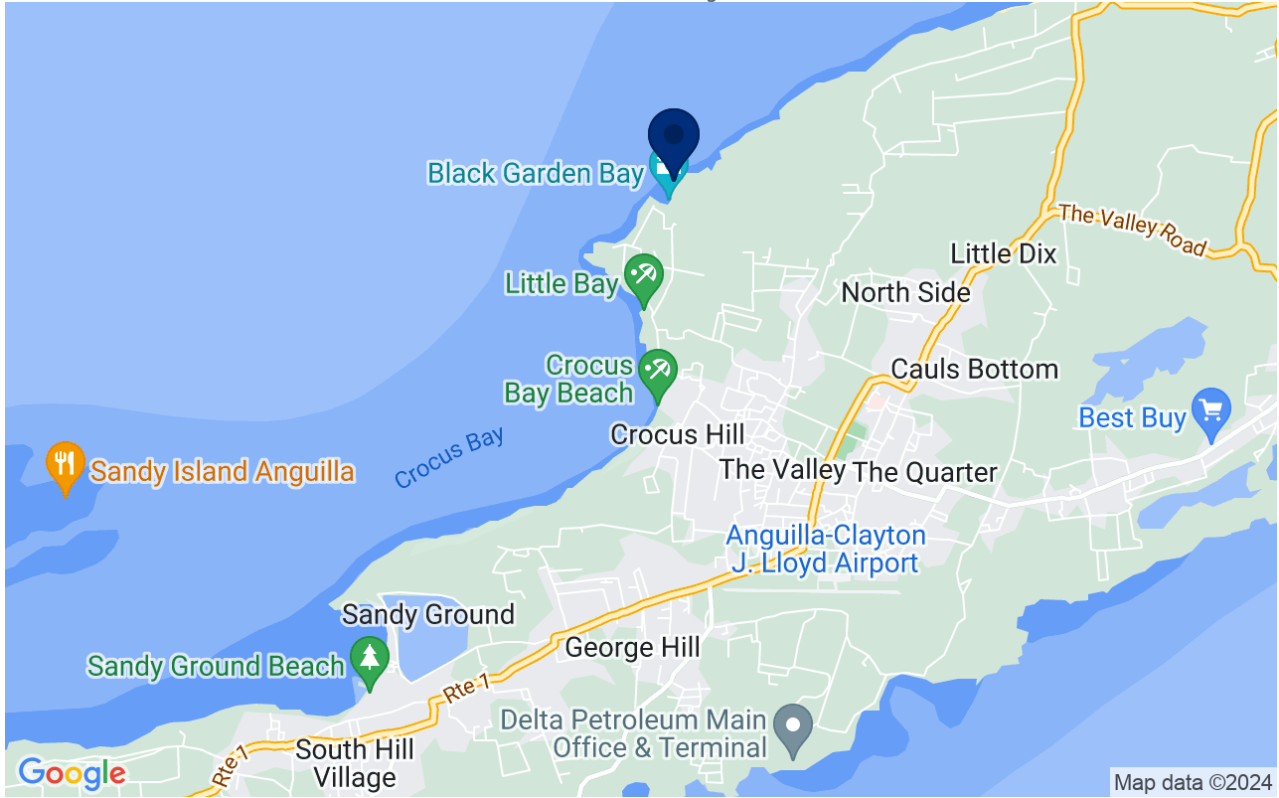 Black Garden Bay
The Valley Road
Little Dix
Little Bay
North Side
Crocus
Bay Beach
Cauls Bottom
Best Buy
Crocus Hill
Crocus Bay
Sandy Island Anguilla
The Valley
The Quarter
Anguilla-Clayton
J. Lloyd Airport
Sandy Ground
George Hill
Sandy Ground Beach
Rte 1
Delta Petroleum Main
Office & Terminal
South Hill
Village
Rte 1
Google
Map data ©2024